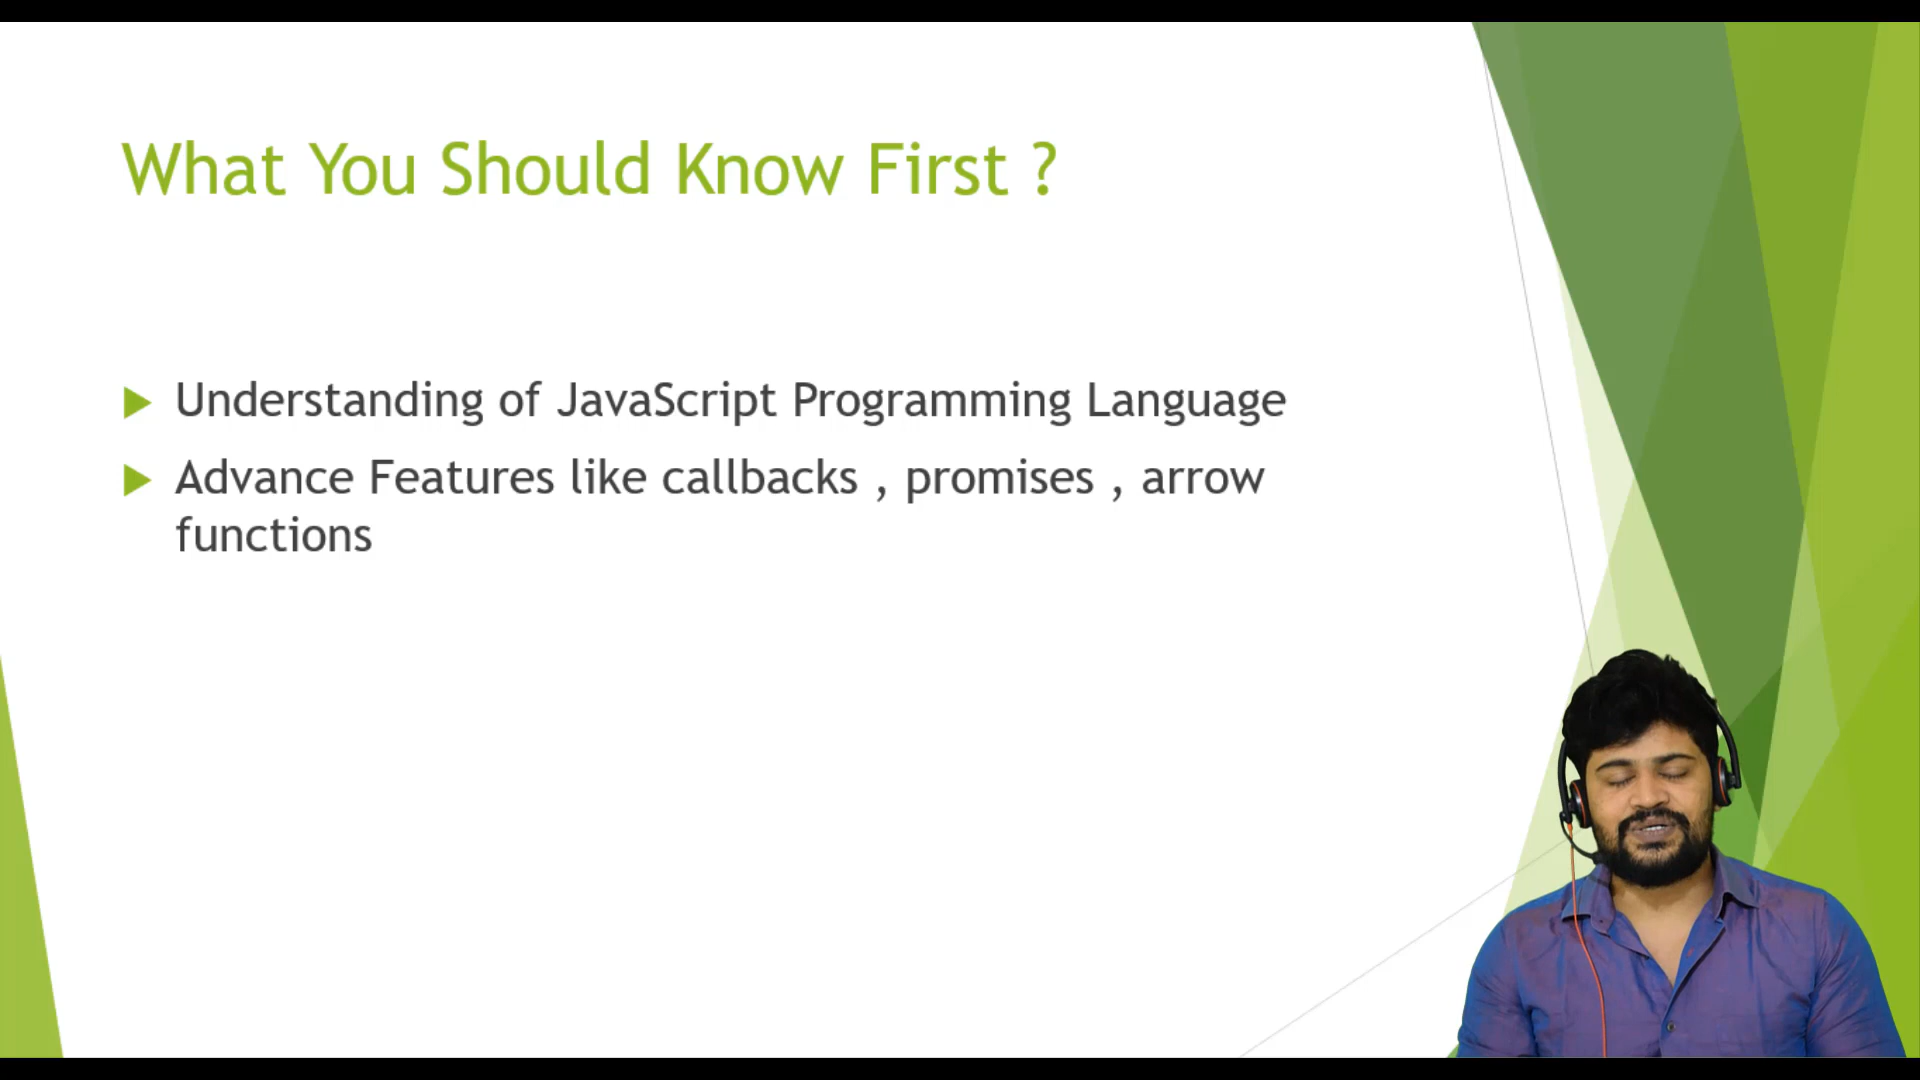 What You Should Know First ?
Understanding of JavaScript Programming Language
Advance Features like callbacks , promises , arrow
functions